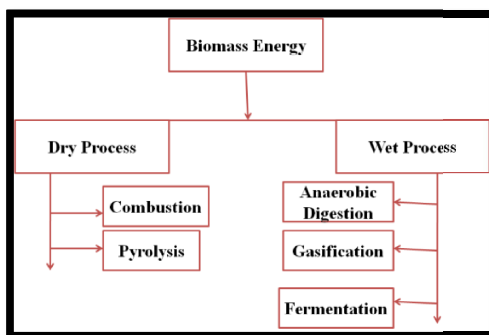 Biomass Energy
Dry Process
Wet Process
Combustion
Pyrolysis
Anaerobic
Digestion
Gasification
Fermentation